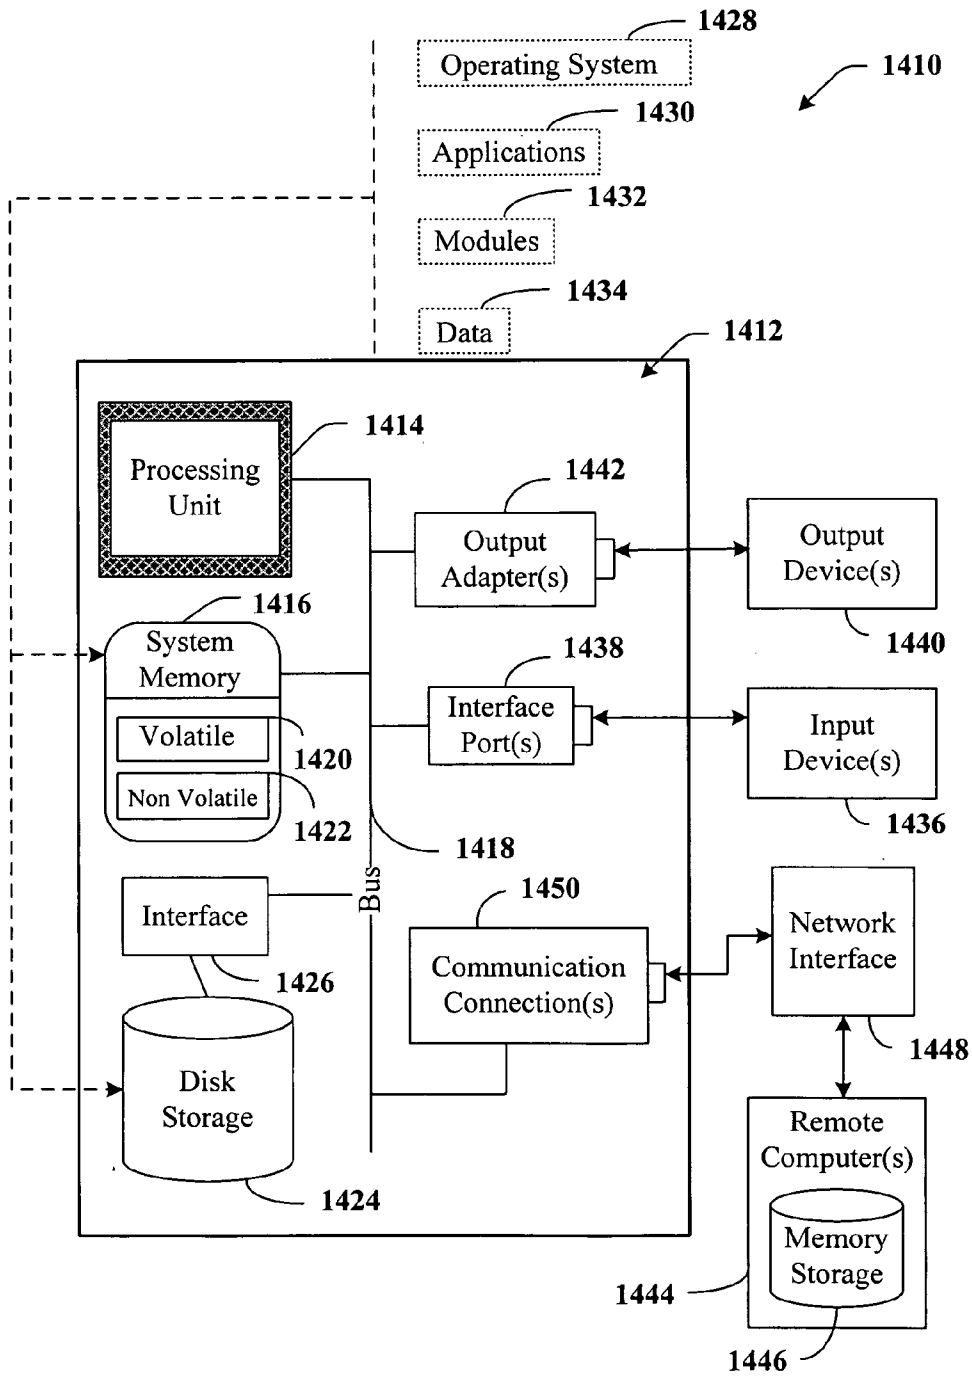 1428
Operating System
1410
1430
Applications
1432
Modules
1434
Data
1412
1414
Processing
Unit
1442
Output
Adapter(s)
Output
Device(s)
1440
1416
System
Memory
1438
Interface
Port(s)
Input
Device(s)
1436
Volatile
1420
Non Volatile
1422
1418
Bus
1450
Interface
1426
Communication
Connection(s)
Network
Interface
1448
Disk
Storage
1424
Remote
Computer(s)
Memory
Storage
1444
1446